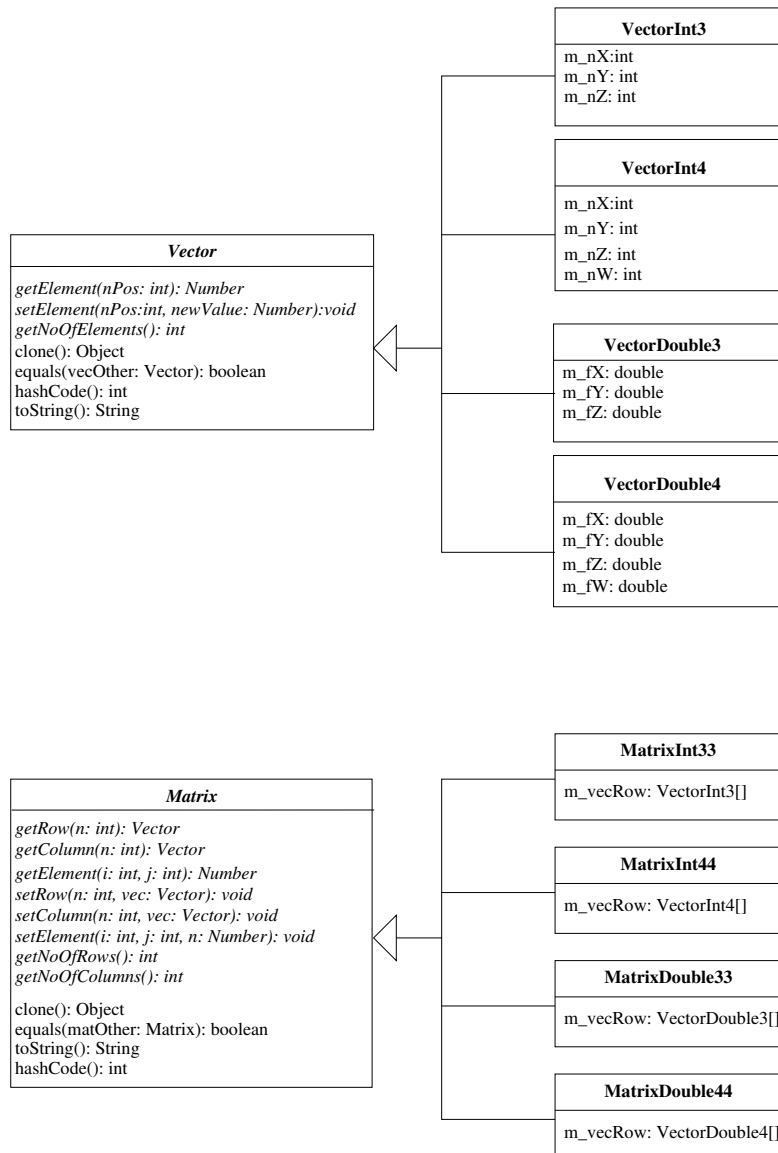 VectorInt3
m_nX:int
m_nY: int
m_nZ: int
VectorInt4
m_nX:int
m_nY: int
m_nZ: int
m_nW: int
Vector
getElement(nPos: int): Number
setElement(nPos:int, newValue: Number):void
getNoOfElements(): int
clone(): Object
equals(vecOther: Vector): boolean
hashCode(): int
toString(): String
VectorDouble3
m_fX: double
m_fY: double
m_fZ: double
VectorDouble4
m_fX: double
m_fY: double
m_fZ: double
m_fW: double
MatrixInt33
m_vecRow: VectorInt3[]
Matrix
getRow(n: int): Vector
getColumn(n: int): Vector
getElement(i: int, j: int): Number
setRow(n: int, vec: Vector): void
setColumn(n: int, vec: Vector): void
setElement(i: int, j: int, n: Number): void
getNoOfRows(): int
getNoOfColumns(): int
clone(): Object
equals(matOther: Matrix): boolean
toString(): String
hashCode(): int
MatrixInt44
m_vecRow: VectorInt4[]
MatrixDouble33
m_vecRow: VectorDouble3[]
MatrixDouble44
m_vecRow: VectorDouble4[]